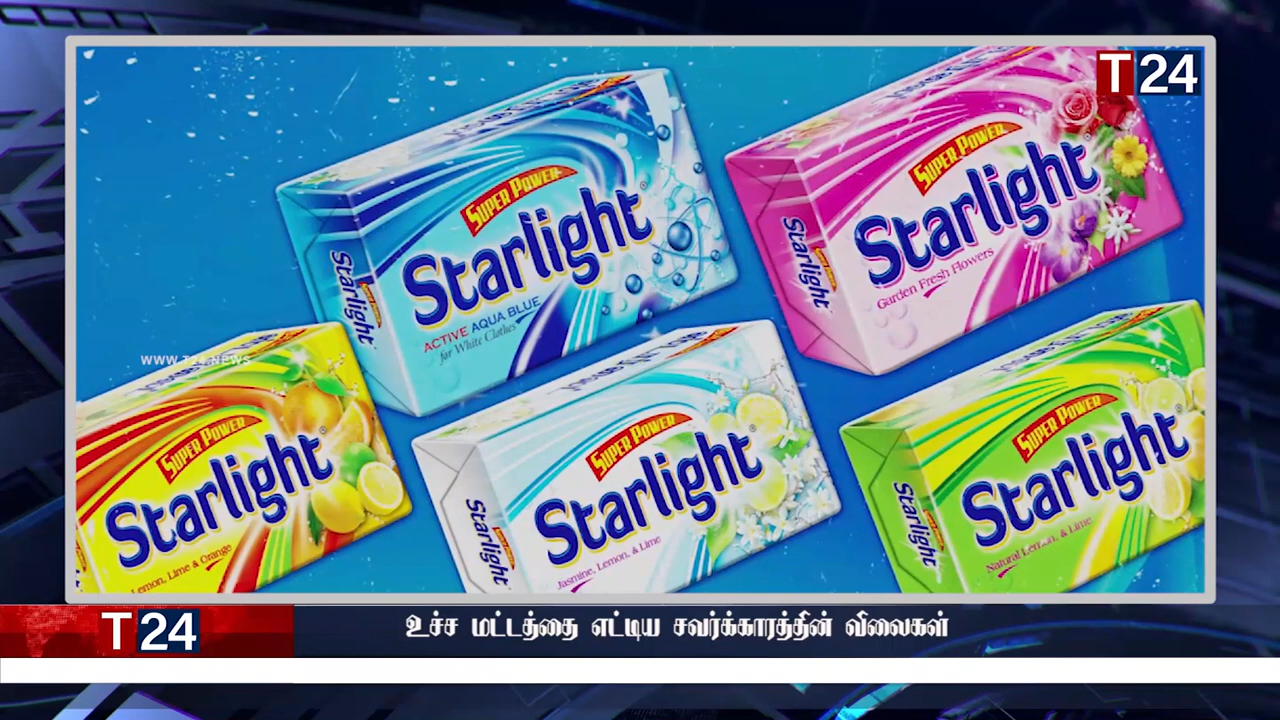 T 24
SUPER POWER
Starlight
ACTIVE AQUA BLUE
for White Clothes
Starlight
SUPER POWER
Starlight
Garden Fresh Flowers
Starlight
WWW.T24.NEWS
SUPER POWER
Starlight
Lemon, Lime & Orange
SUPER POWER
Starlight
Jasmine, Lemon, & Lime
Starlight
SUPER POWER
Starlight
Natural Lemon, & Lime
Starlight
T 24
உச்ச மட்டத்தை எட்டிய சவர்க்காரத்தின் விலைகள்